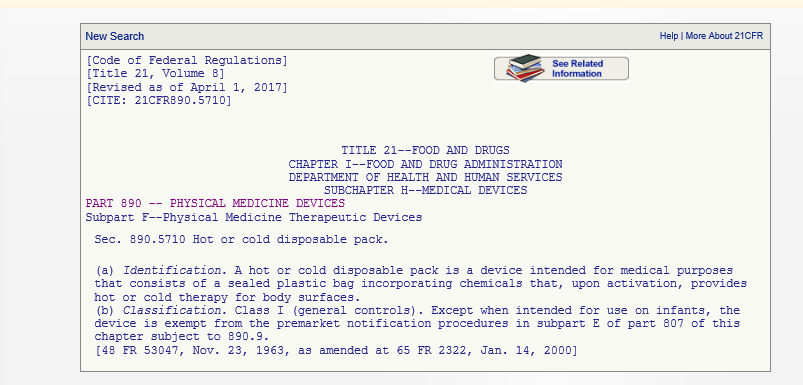 New Search
Help | More About 21CFR
[Code of Federal Regulations]
[Title 21, Volume 8]
[Revised as of April 1, 2017]
[CITE: 21CFR890.5710]
See Related
Information
TITLE 21--FOOD AND DRUGS
CHAPTER I--FOOD AND DRUG ADMINISTRATION
DEPARTMENT OF HEALTH AND HUMAN SERVICES
SUBCHAPTER H--MEDICAL DEVICES
PART 890 -- PHYSICAL MEDICINE DEVICES
Subpart F--Physical Medicine Therapeutic Devices
Sec. 890.5710 Hot or cold disposable pack.
(a) Identification. A hot or cold disposable pack is a device intended for medical purposes
that consists of a sealed plastic bag incorporating chemicals that, upon activation, provides
hot or cold therapy for body surfaces.
(b) Classification. Class I (general controls). Except when intended for use on infants, the
device is exempt from the premarket notification procedures in subpart E of part 807 of this
chapter subject to 890.9.
[48 FR 53047, Nov. 23, 1963, as amended at 65 FR 2322, Jan. 14, 2000]